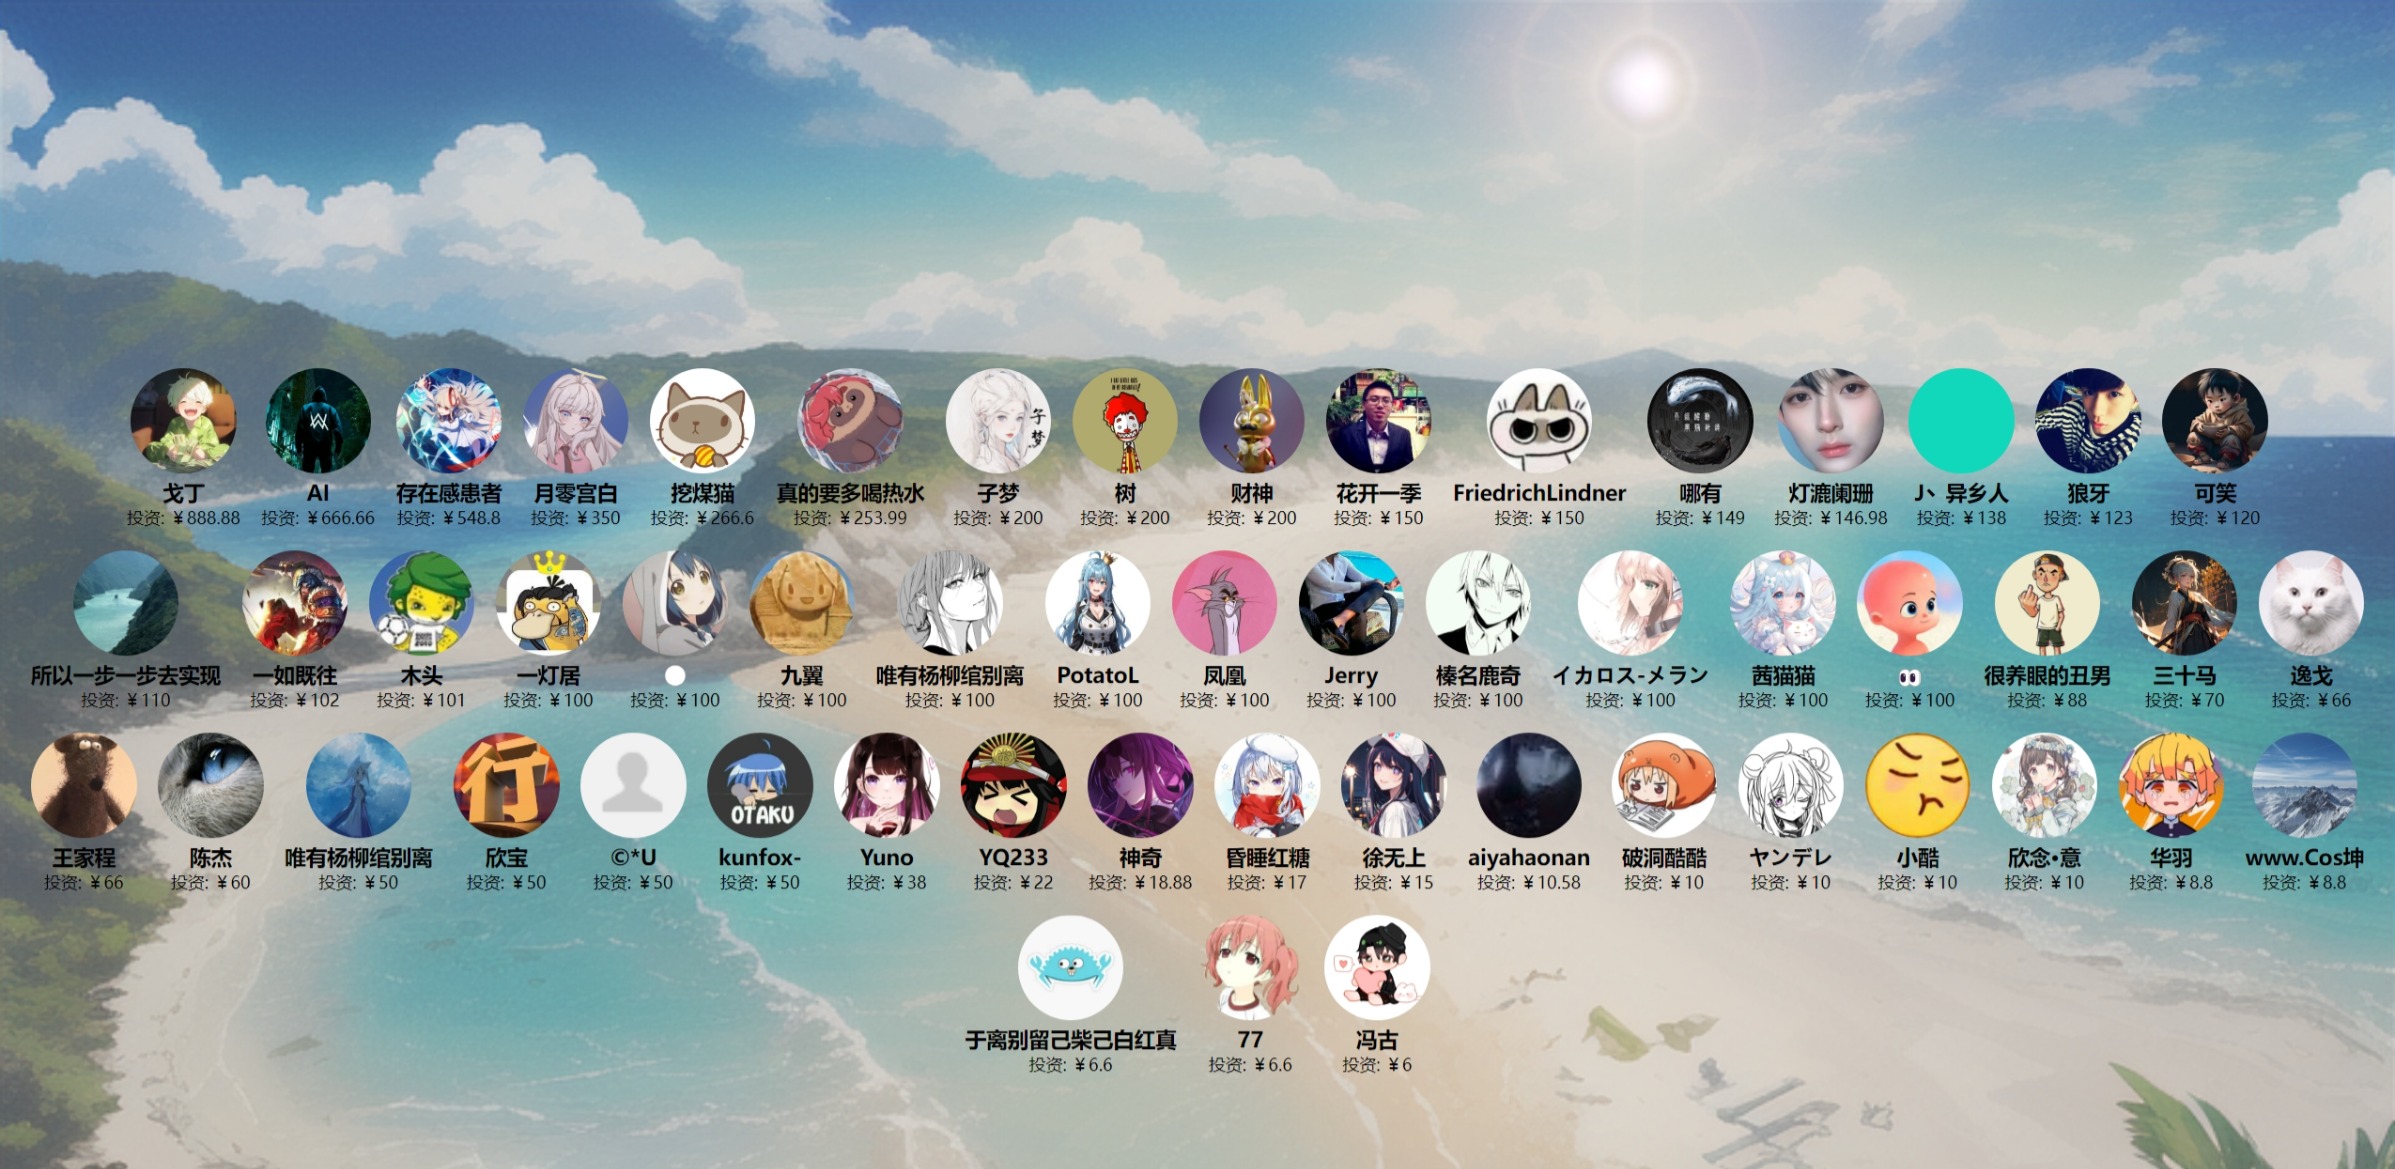 戈丁 AI 存在感患者 月零宫白 挖煤猫 真的要多喝热水 子梦 树 财神 花开一季 FriedrichLindner 哪有 灯漉阑珊 J、异乡人 狼牙 可笑
投资: ¥888.88 投资: ¥666.66 投资: ¥548.8 投资: ¥350 投资: ¥266.6 投资: ¥253.99 投资: ¥200 投资: ¥200 投资: ¥200 投资: ¥150 投资: ¥150 投资: ¥149 投资: ¥146.98 投资: ¥138 投资: ¥123 投资: ¥120
所以一步一步去实现 一如既往 木头 一灯居 九翼 唯有杨柳绾别离 PotatoL 凤凰 Jerry 榛名鹿奇 イカロス-メラン 茜猫猫 👀 很养眼的丑男 三十马 逸戈
投资: ¥110 投资: ¥102 投资: ¥101 投资: ¥100 投资: ¥100 投资: ¥100 投资: ¥100 投资: ¥100 投资: ¥100 投资: ¥100 投资: ¥100 投资: ¥100 投资: ¥100 投资: ¥100 投资: ¥88 投资: ¥70 投资: ¥66
行
OTAKU
王家程 陈杰 唯有杨柳绾别离 欣宝 ©*U kunfox- Yuno YQ233 神奇 昏睡红糖 徐无上 aiyahaonan 破洞酷酷 ヤンデレ 小酷 欣念•意 华羽 www.Cos坤
投资: ¥66 投资: ¥60 投资: ¥50 投资: ¥50 投资: ¥50 投资: ¥50 投资: ¥38 投资: ¥22 投资: ¥18.88 投资: ¥17 投资: ¥15 投资: ¥10.58 投资: ¥10 投资: ¥10 投资: ¥10 投资: ¥10 投资: ¥8.8 投资: ¥8.8
于离别留己柴己白红真 77 冯古
投资: ¥6.6 投资: ¥6.6 投资: ¥6